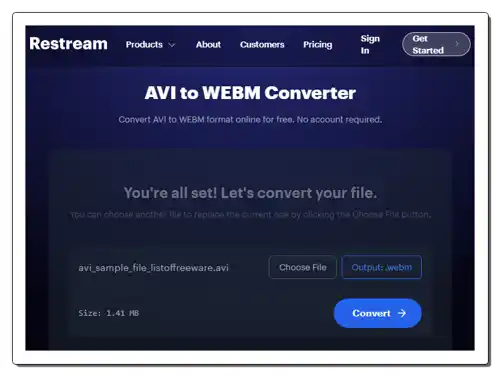 Restream Products About Customers Pricing Sign In Get Started
AVI to WEBM Converter
Convert AVI to WEBM format online for free. No account required.
You're all set! Let's convert your file.
You can choose another file to replace the current one by clicking the Choose File button.
avi_sample_file_listoffreeware.avi Choose File Output: .webm
Size: 1.41 MB Convert →